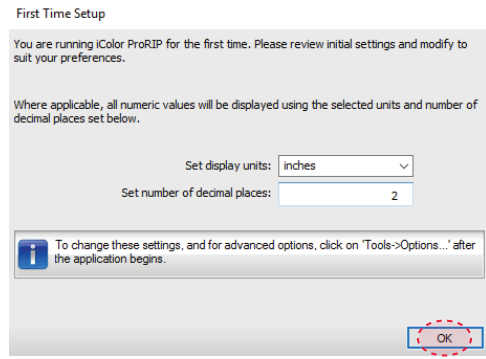 First Time Setup
You are running iColor ProRIP for the first time. Please review initial settings and modify to
suit your preferences.
Where applicable, all numeric values will be displayed using the selected units and number of
decimal places set below.
Set display units: inches
Set number of decimal places: 2
To change these settings, and for advanced options, click on 'Tools->Options...' after
the application begins.
OK